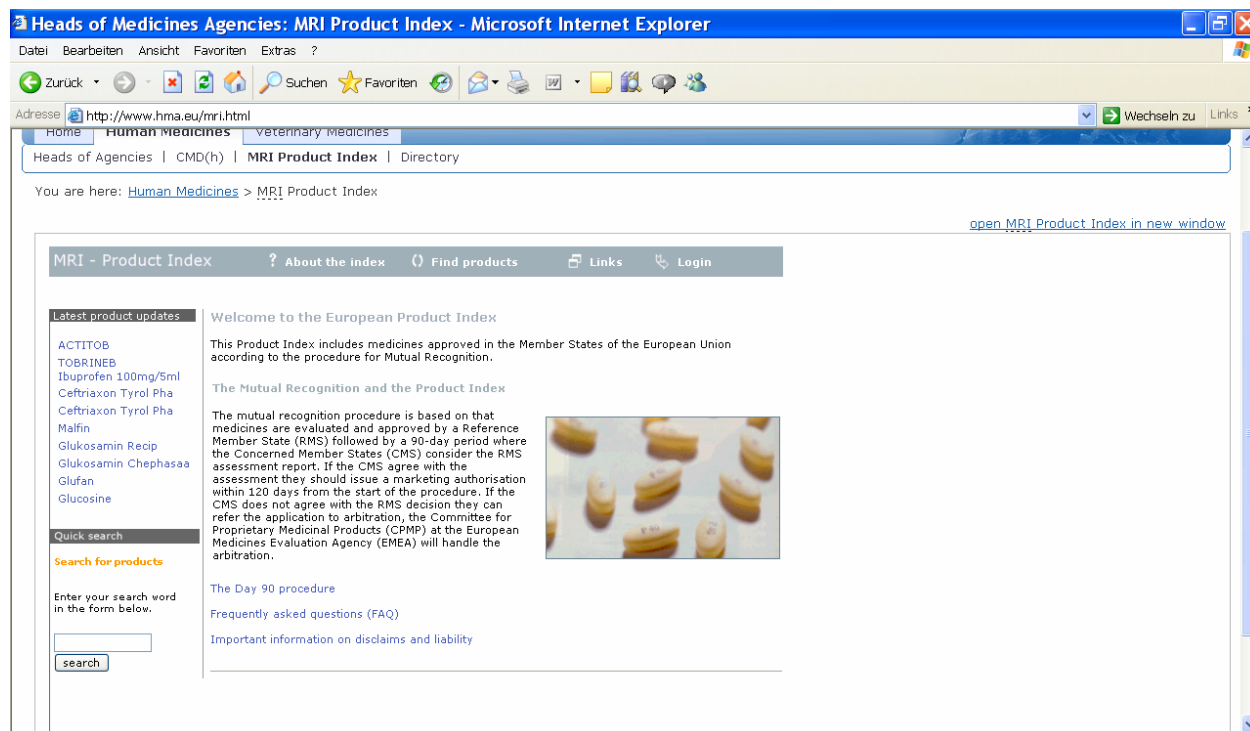 Heads of Medicines Agencies: MRI Product Index - Microsoft Internet Explorer
Datei Bearbeiten Ansicht Favoriten Extras ?
Zurück Suchen Favoriten
Adresse http://www.hma.eu/mri.html Wechseln zu Links
Home Human Medicines Veterinary Medicines
Heads of Agencies | CMD(h) | MRI Product Index | Directory
You are here: Human Medicines > MRI Product Index
open MRI Product Index in new window
MRI - Product Index ? About the index () Find products Links Login
Latest product updates
ACTITOB
TOBRINEB
Ibuprofen 100mg/5ml
Ceftriaxon Tyrol Pha
Ceftriaxon Tyrol Pha
Malfin
Glukosamin Recip
Glukosamin Chephasaa
Glufan
Glucosine
Quick search
Search for products
Enter your search word
in the form below.
search
Welcome to the European Product Index
This Product Index includes medicines approved in the Member States of the European Union
according to the procedure for Mutual Recognition.
The Mutual Recognition and the Product Index
The mutual recognition procedure is based on that
medicines are evaluated and approved by a Reference
Member State (RMS) followed by a 90-day period where
the Concerned Member States (CMS) consider the RMS
assessment report. If the CMS agree with the
assessment they should issue a marketing authorisation
within 120 days from the start of the procedure. If the
CMS does not agree with the RMS decision they can
refer the application to arbitration, the Committee for
Proprietary Medicinal Products (CPMP) at the European
Medicines Evaluation Agency (EMEA) will handle the
arbitration.
The Day 90 procedure
Frequently asked questions (FAQ)
Important information on disclaims and liability